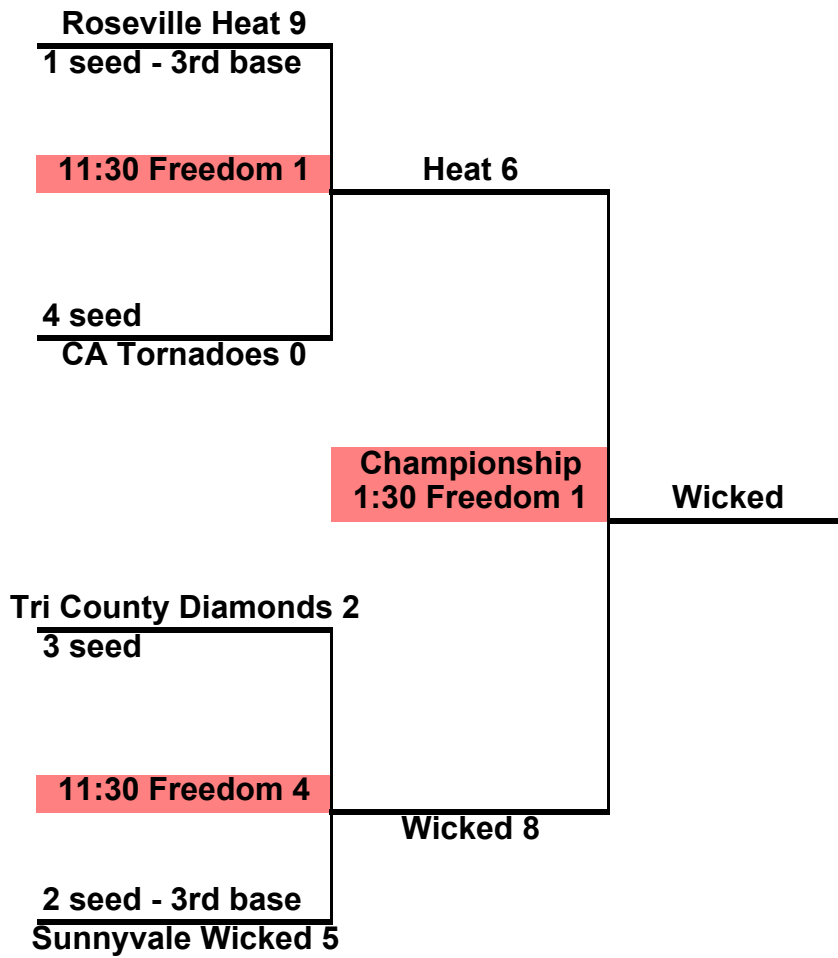 Roseville Heat 9
1 seed - 3rd base
11:30 Freedom 1
Heat 6
4 seed
CA Tornadoes 0
Championship
1:30 Freedom 1
Wicked
Tri County Diamonds 2
3 seed
11:30 Freedom 4
Wicked 8
2 seed - 3rd base
Sunnyvale Wicked 5